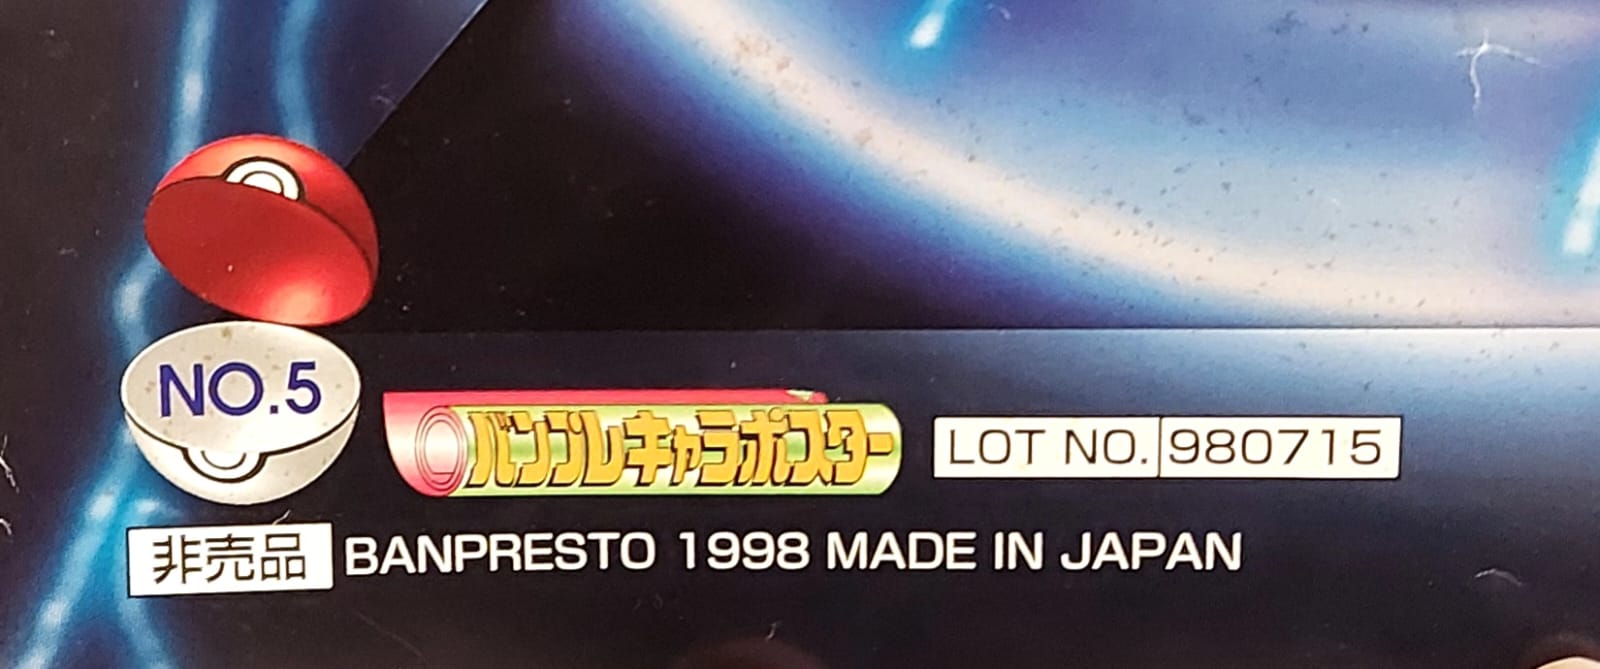 NO.5
バンプレキャラポスター
LOT NO. 980715
非売品 BANPRESTO 1998 MADE IN JAPAN